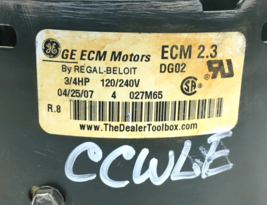 GE GE ECM Motors ECM 2.3
By REGAL-BELOIT DG02
3/4HP 120/240V
04/25/07 4 027M65
R.8
www.TheDealerToolbox.com
CCWLE